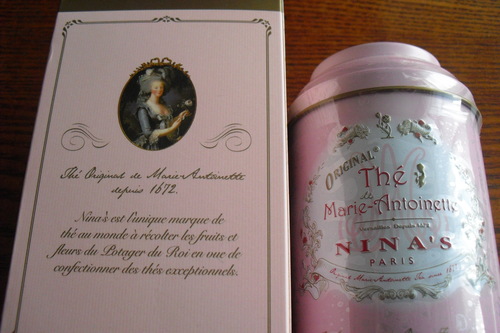 Thé Original de Marie-Antoinette
depuis 1672.
Nina's est l'unique marque de
thé au monde à récolter les fruits et
fleurs du Potager du Roi en vue de
confectionner des thés exceptionnels.
ORIGINAL
Thé
de
Marie-Antoinette
NINA'S
PARIS